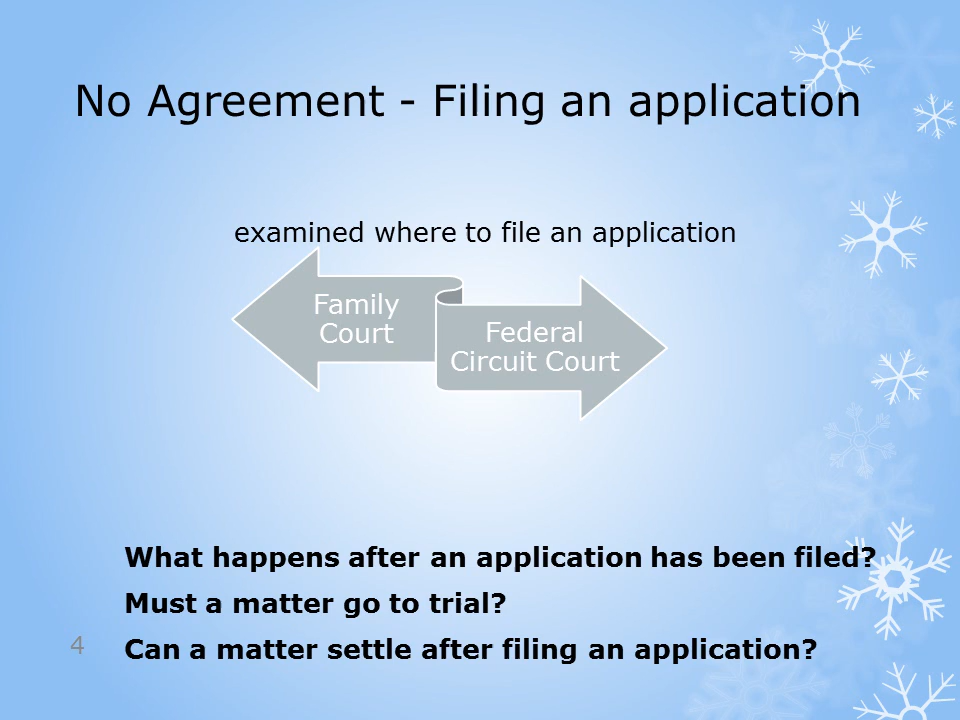 No Agreement - Filing an application
examined where to file an application
Family
Court
Federal
Circuit Court
What happens after an application has been filed?
Must a matter go to trial?
Can a matter settle after filing an application?
4